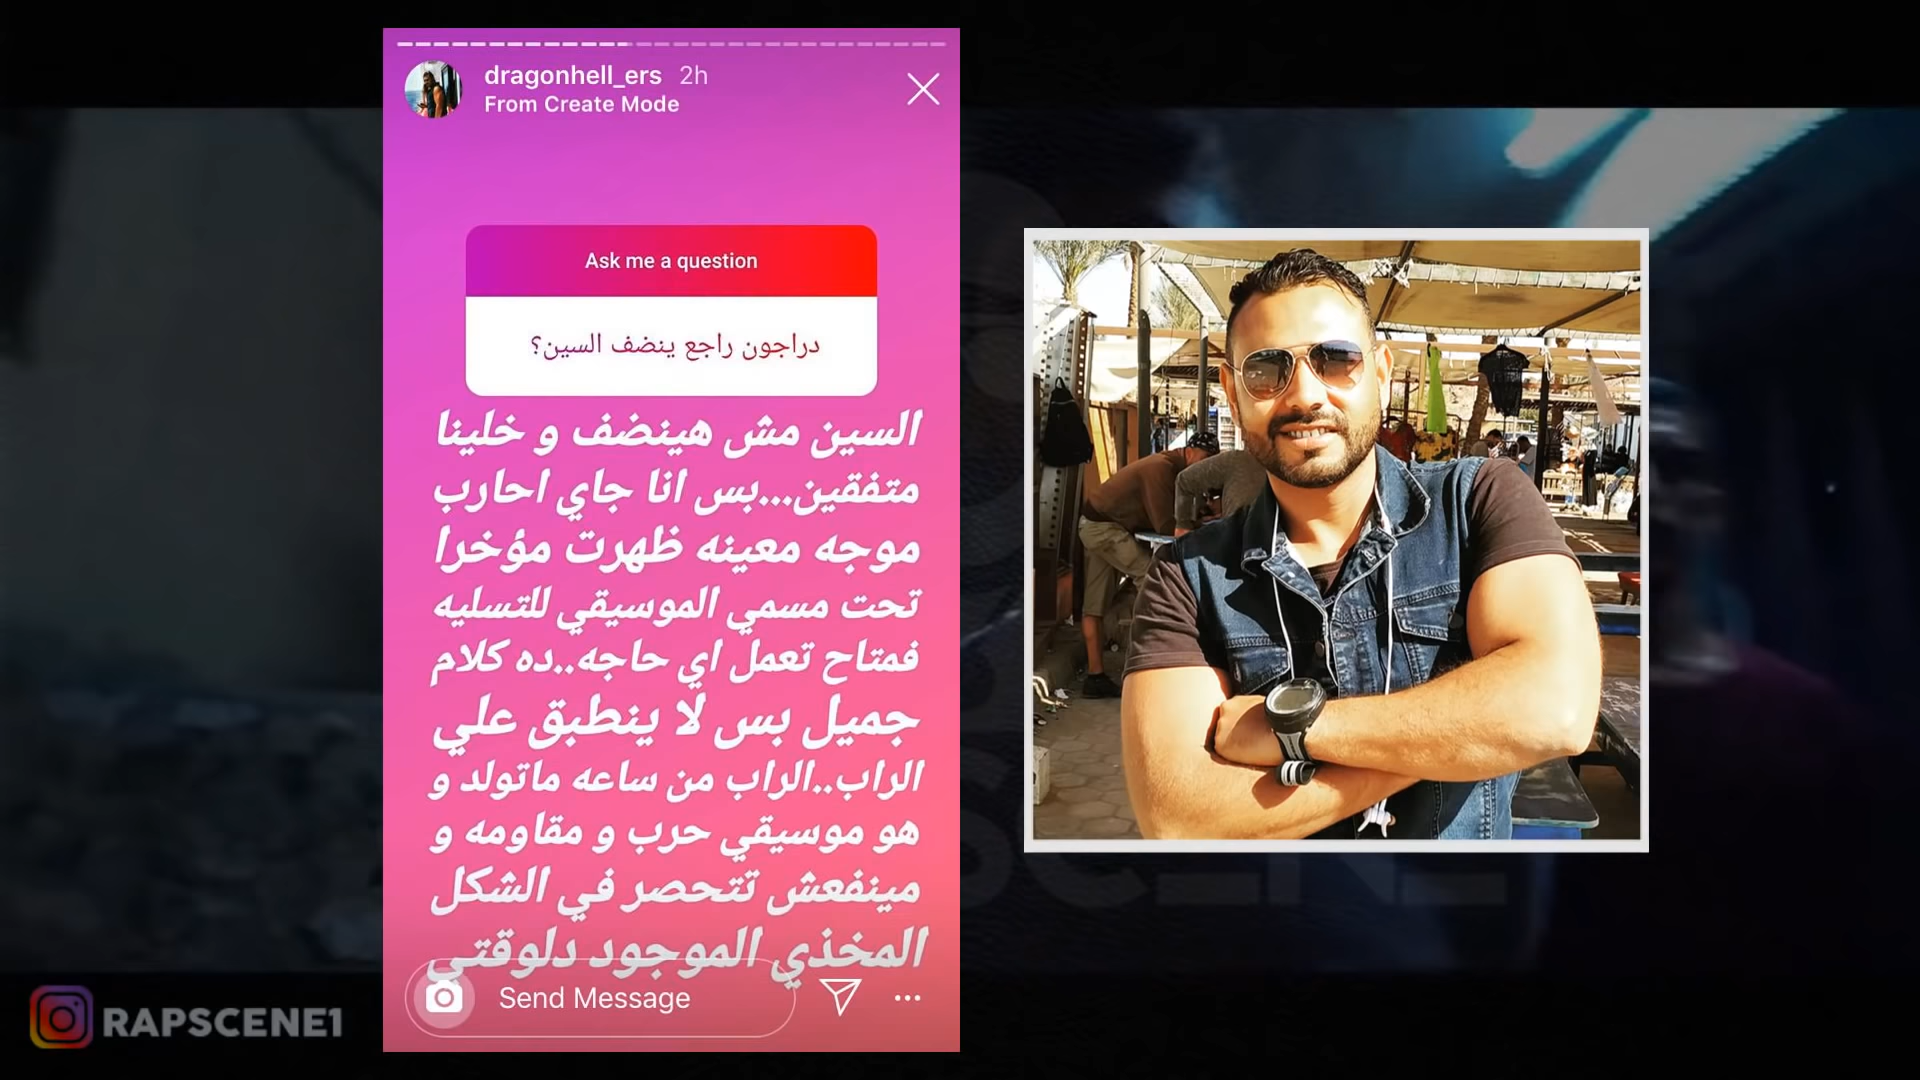 dragonhell_ers 2h
From Create Mode
Ask me a question
دراجون راجع ينضف السين؟
السين مش هينضف و خلينا
متفقين...بس انا جاي احارب
موجه معينه ظهرت مؤخرا
تحت مسمي الموسيقي للتسليه
فمتاح تعمل اي حاجه..ده كلام
جميل بس لا ينطبق علي
الراب..الراب من ساعه ماتولد و
هو موسيقي حرب و مقاومه و
مينفعش تتحصر في الشكل
المخذي الموجود دلوقتي
Send Message
RAPSCENE1